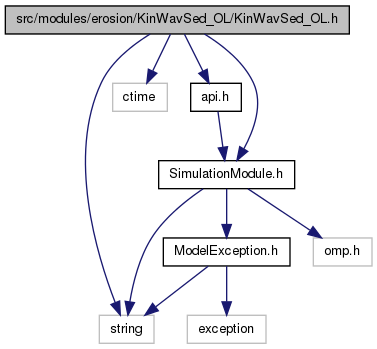 src/modules/erosion/KinWavSed_OL/KinWavSed_OL.h
ctime
api.h
SimulationModule.h
ModelException.h
omp.h
string
exception